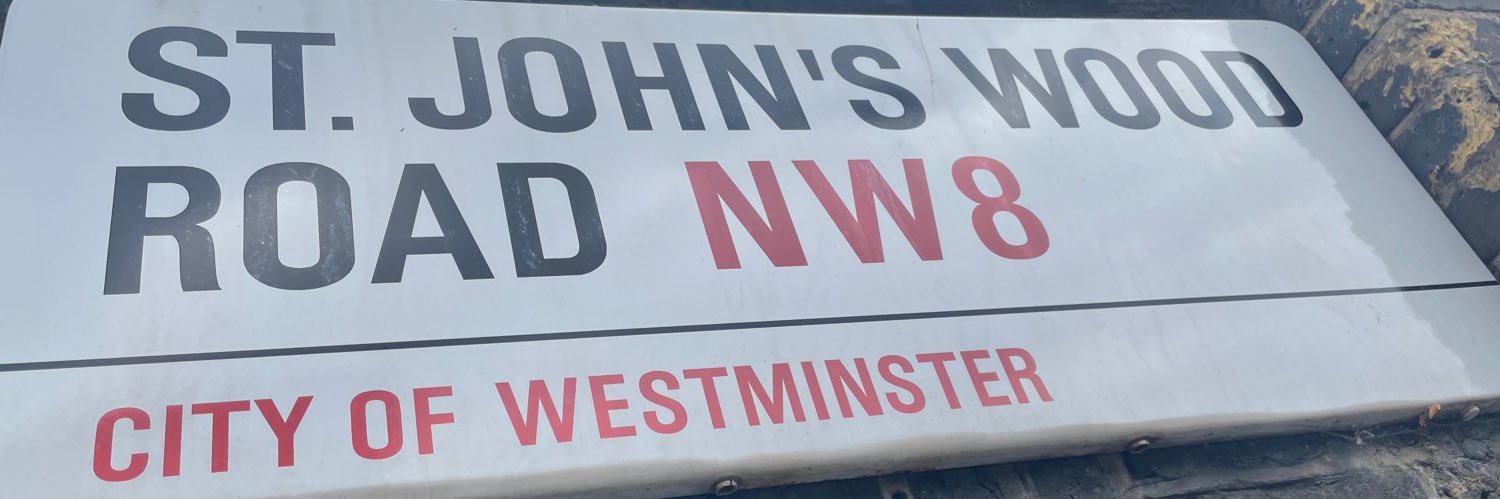 ST. JOHN'S WOOD
ROAD NW8
CITY OF WESTMINSTER